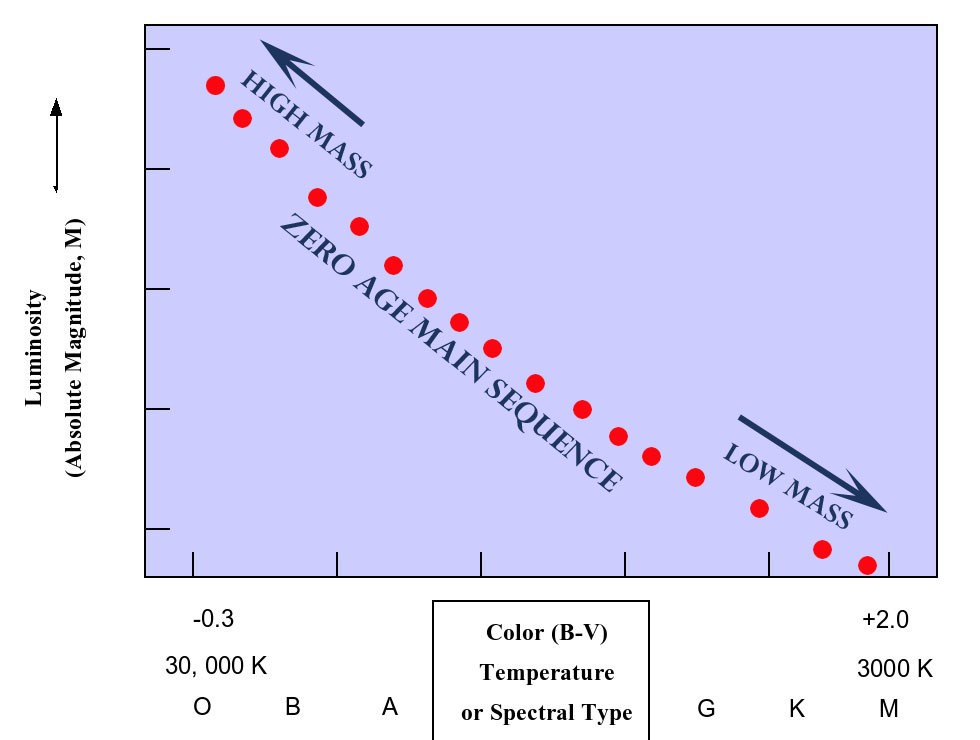 HIGH MASS
ZERO AGE MAIN SEQUENCE
LOW MASS
Luminosity
(Absolute Magnitude, M)
-0.3
+2.0
Color (B-V)
30, 000 K
3000 K
Temperature
O B A G K M
or Spectral Type